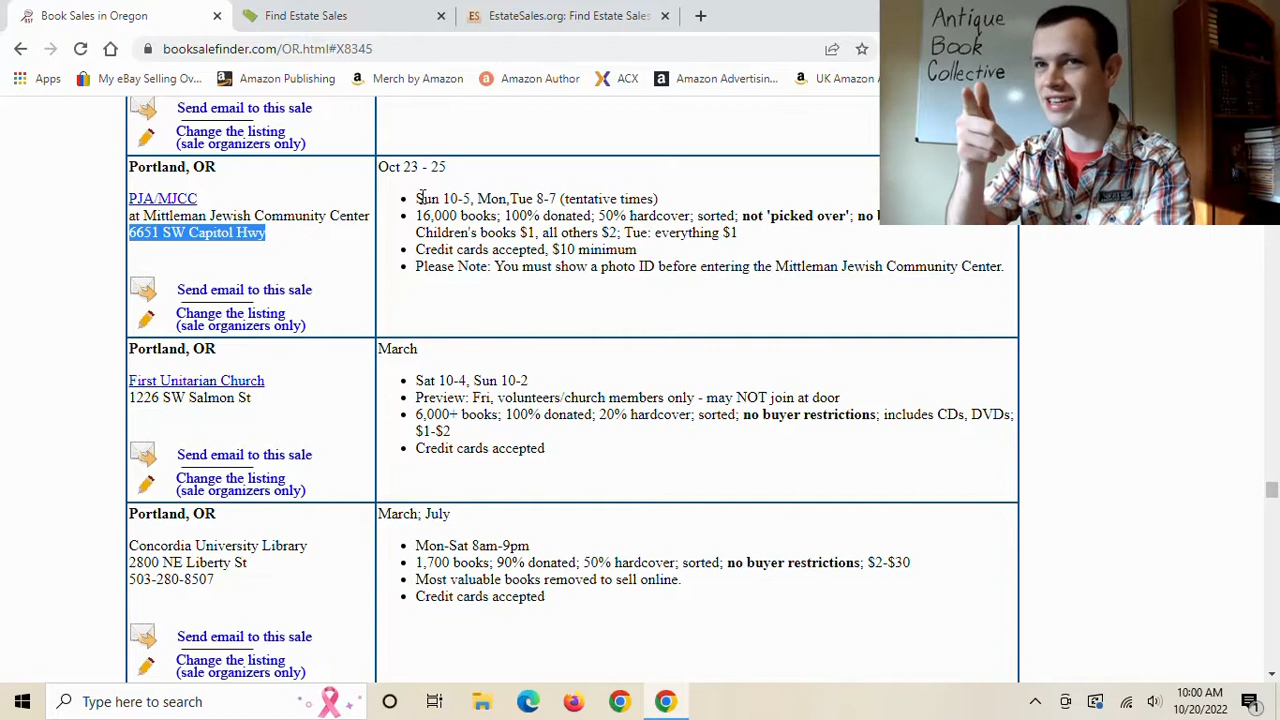 Book Sales in Oregon
Find Estate Sales
ES EstateSales.org: Find Estate Sales
booksalefinder.com/OR.html#X8345
Apps My eBay Selling Ov... Amazon Publishing Merch by Amazon Amazon Author ACX Amazon Advertisin... UK Amazon
Antique
Book
Collective
Send email to this sale
Change the listing
(sale organizers only)
Portland, OR
PJA/MJCC
at Mittleman Jewish Community Center
6651 SW Capitol Hwy
Send email to this sale
Change the listing
(sale organizers only)
Oct 23 - 25
Sun 10-5, Mon,Tue 8-7 (tentative times)
16,000 books; 100% donated; 50% hardcover; sorted; not 'picked over'; no
Children's books $1, all others $2; Tue: everything $1
Credit cards accepted, $10 minimum
Please Note: You must show a photo ID before entering the Mittleman Jewish Community Center.
Portland, OR
First Unitarian Church
1226 SW Salmon St
Send email to this sale
Change the listing
(sale organizers only)
March
Sat 10-4, Sun 10-2
Preview: Fri, volunteers/church members only - may NOT join at door
6,000+ books; 100% donated; 20% hardcover; sorted; no buyer restrictions; includes CDs, DVDs;
$1-$2
Credit cards accepted
Portland, OR
Concordia University Library
2800 NE Liberty St
503-280-8507
Send email to this sale
Change the listing
(sale organizers only)
March; July
Mon-Sat 8am-9pm
1,700 books; 90% donated; 50% hardcover; sorted; no buyer restrictions; $2-$30
Most valuable books removed to sell online.
Credit cards accepted
Type here to search
10:00 AM
10/20/2022